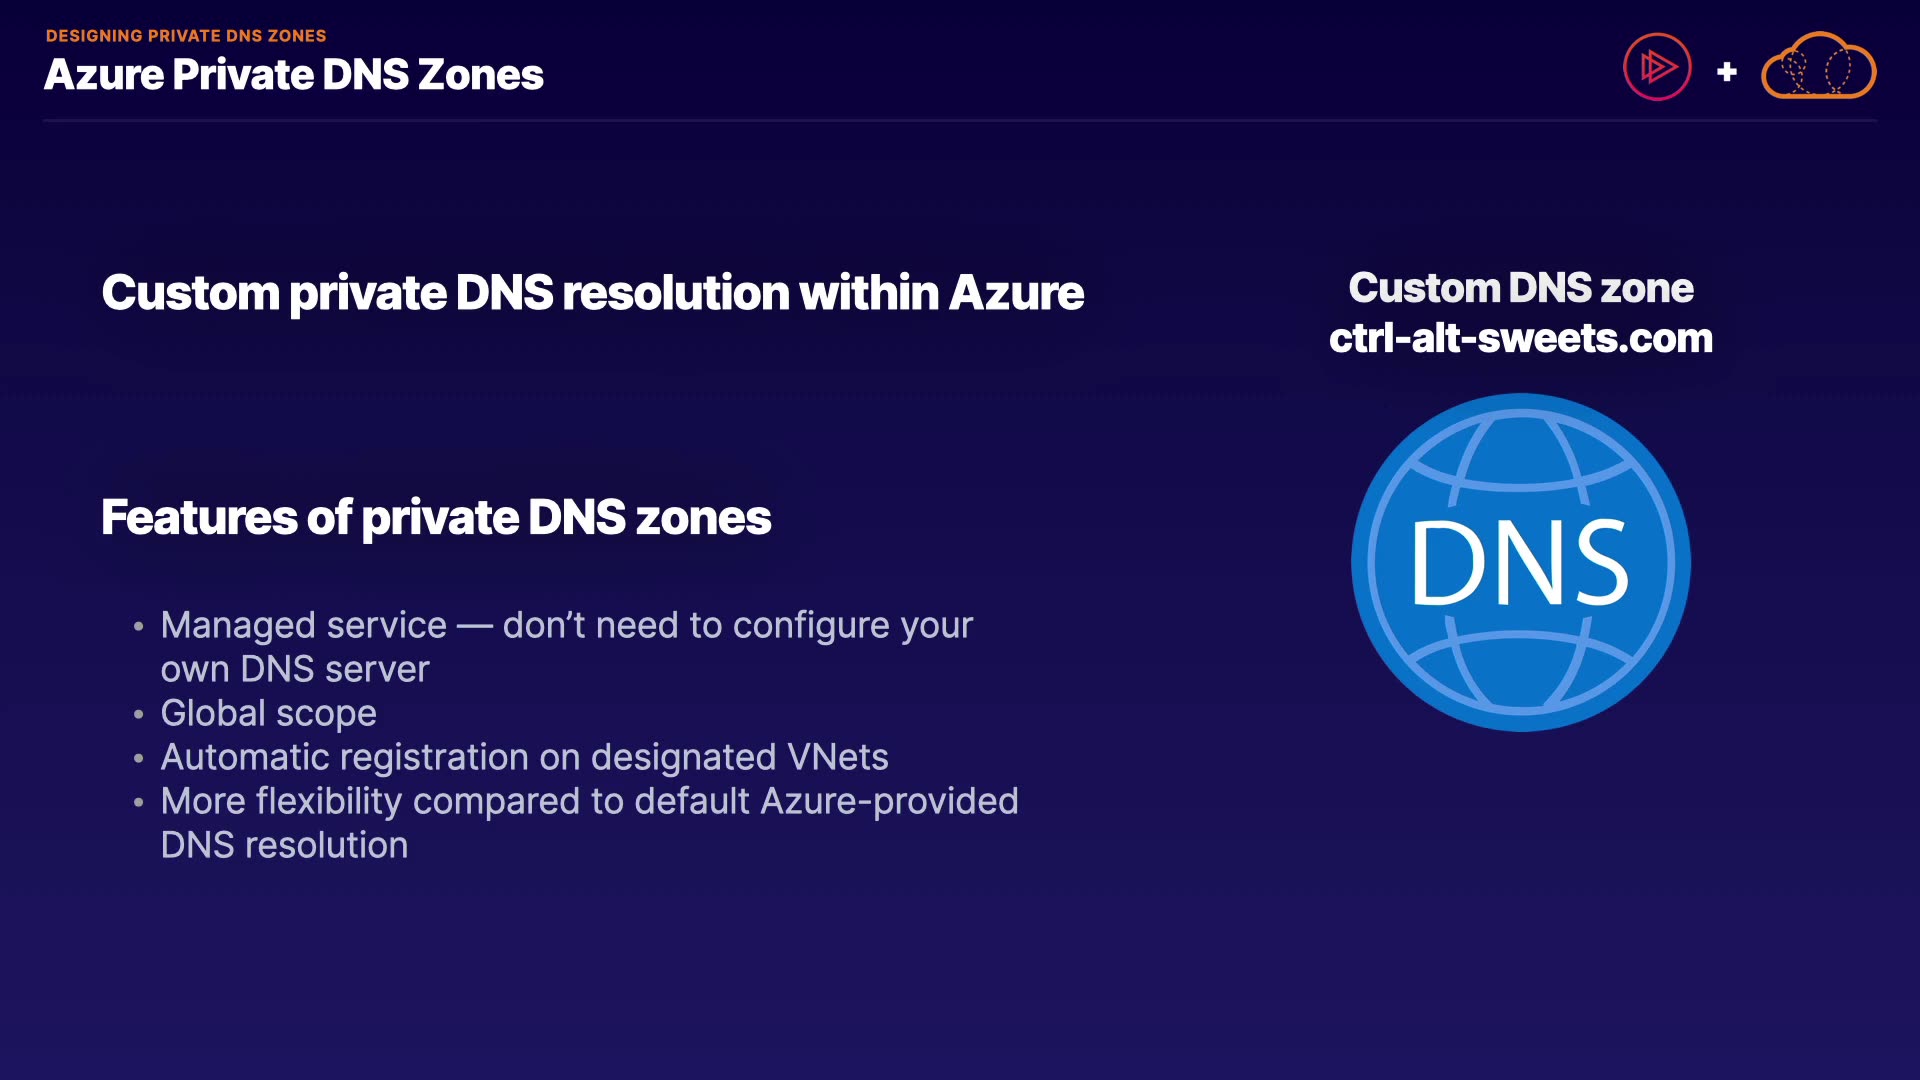 DESIGNING PRIVATE DNS ZONES
Azure Private DNS Zones
+
Custom private DNS resolution within Azure
Features of private DNS zones
• Managed service — don’t need to configure your
own DNS server
• Global scope
• Automatic registration on designated VNets
• More flexibility compared to default Azure-provided
DNS resolution
Custom DNS zone
ctrl-alt-sweets.com
DNS